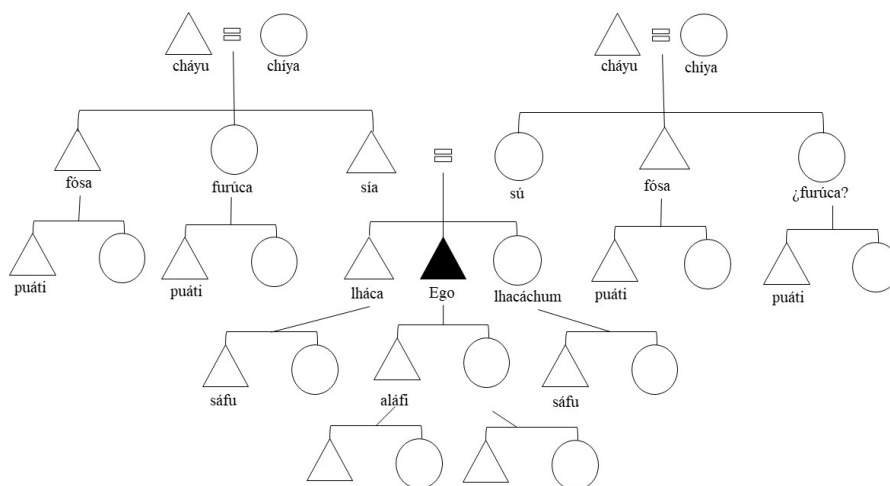 cháyu
chíya
cháyu
chíya
fósa
furúca
sía
sú
fósa
¿furúca?
puáti
puáti
lháca
Ego
lhacáchum
puáti
puáti
sáfu
aláfi
sáfu